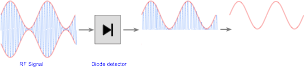 RF Signal
Diode detector